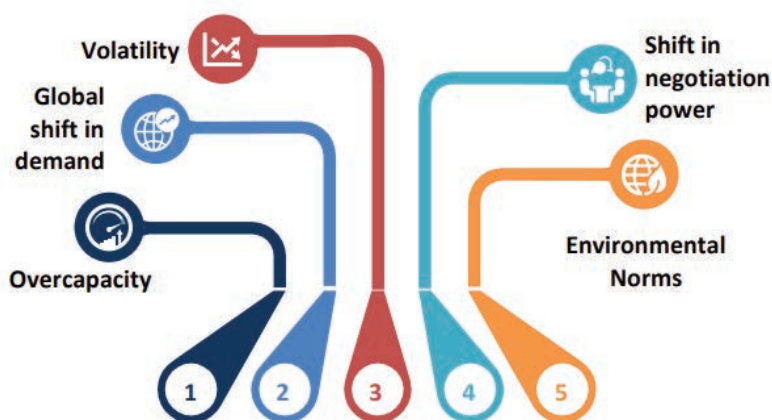 Volatility
Global
shift in
demand
Overcapacity
Shift in
negotiation
power
Environmental
Norms
1
2
3
4
5